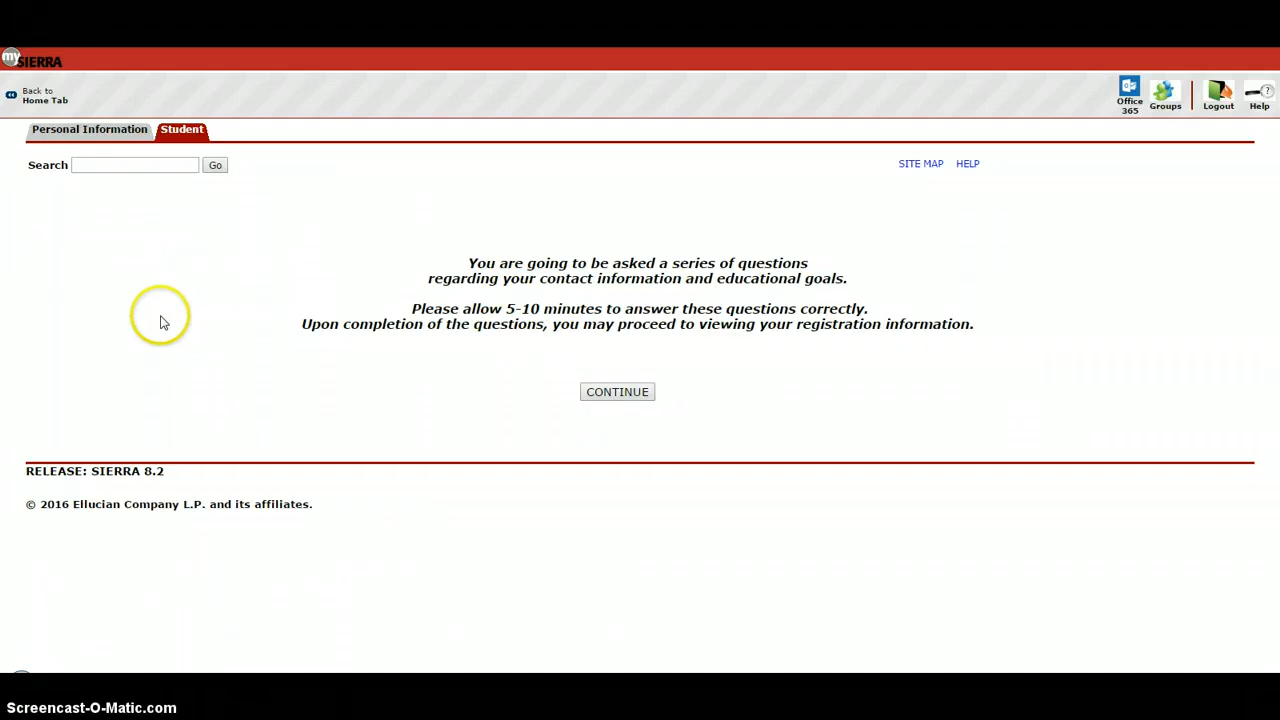 my
SIERRA
Back to
Home Tab
Office
365
Groups
Logout
Help
Personal Information
Student
Search
Go
SITE MAP
HELP
You are going to be asked a series of questions
regarding your contact information and educational goals.
Please allow 5-10 minutes to answer these questions correctly.
Upon completion of the questions, you may proceed to viewing your registration information.
CONTINUE
RELEASE: SIERRA 8.2
© 2016 Ellucian Company L.P. and its affiliates.
Screencast-O-Matic.com